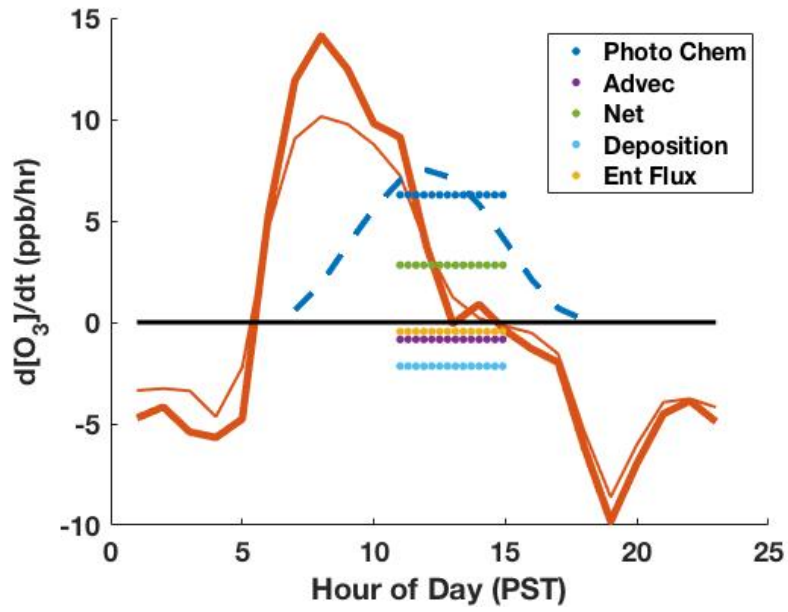 15
10
5
0
-5
-10
d[O3]/dt (ppb/hr)
Photo Chem
Advec
Net
Deposition
Ent Flux
0 5 10 15 20 25
Hour of Day (PST)